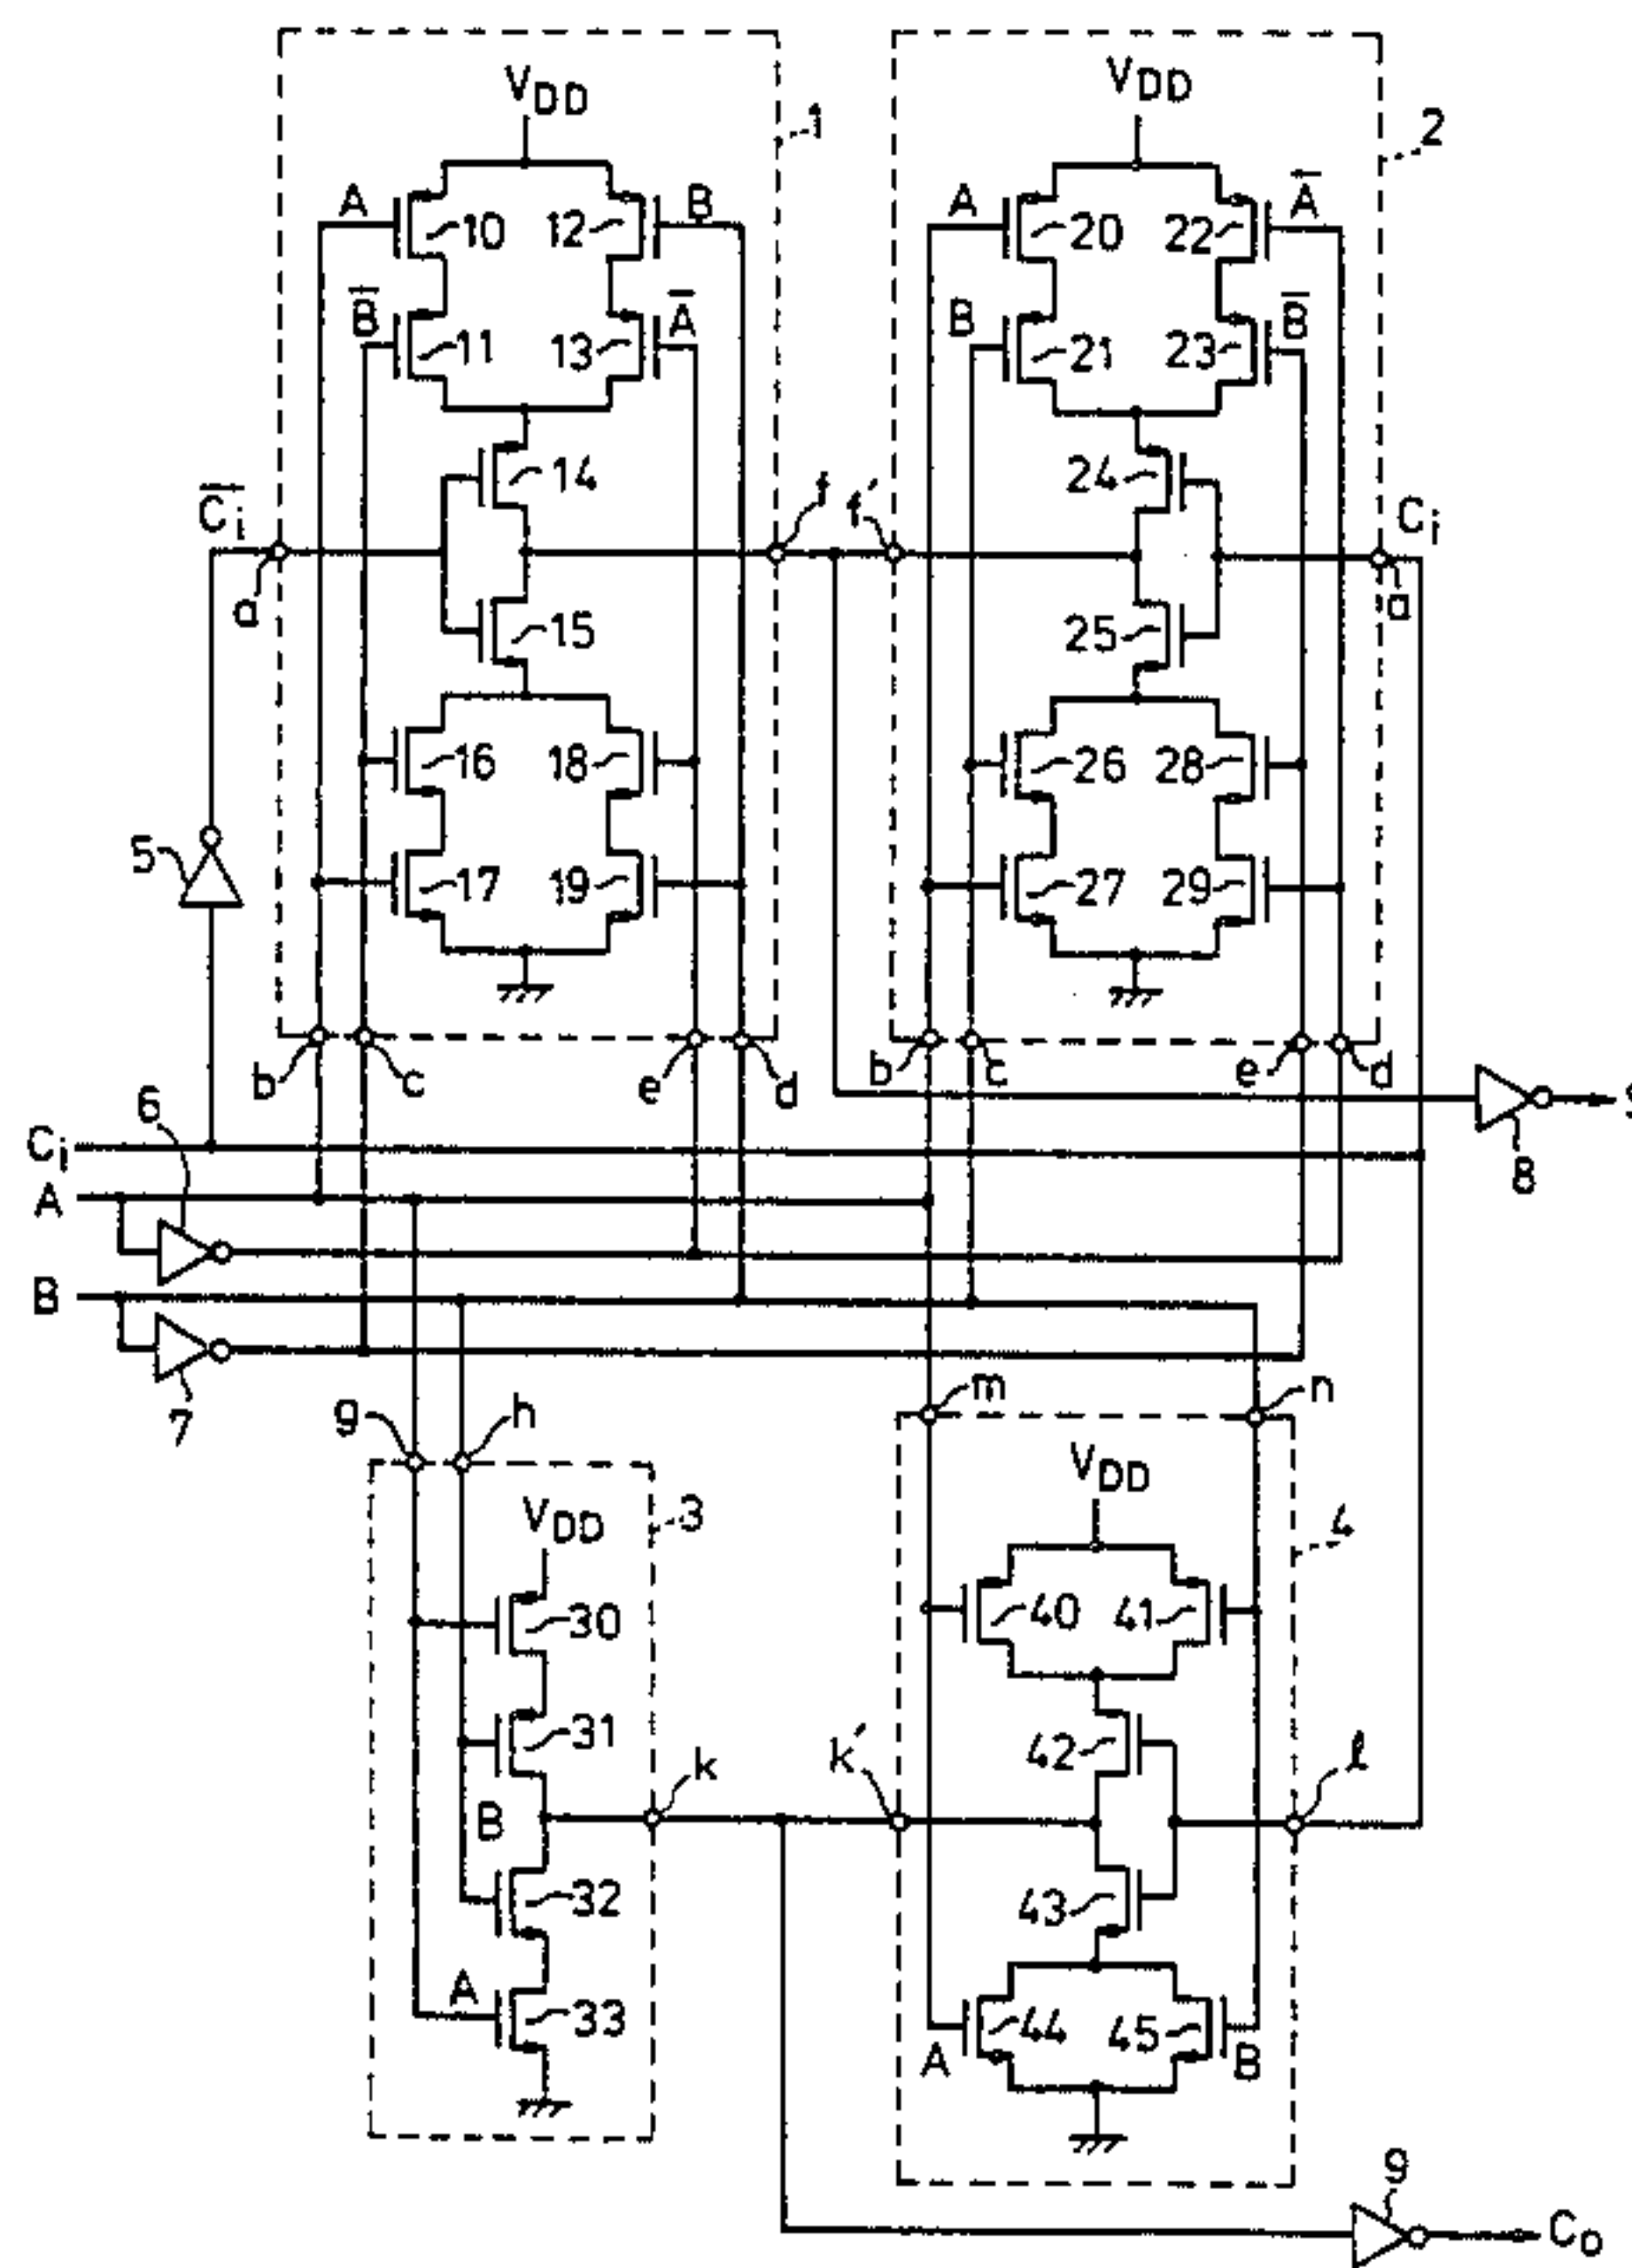 VDD
VDD
1
2
A
10
12
B
A
20
22
A̅
B̅
11
13
A̅
B
21
23
B̅
14
24
C̅i
f
f'
Ci
a
a
15
25
16
18
26
28
5
17
19
27
29
b
c
e
d
b
c
e
d
6
S
Ci
8
A
B
7
g
h
m
n
VDD
3
VDD
4
30
40
41
31
42
k
k'
l
B
32
43
A
33
44
45
A
B
9
Co